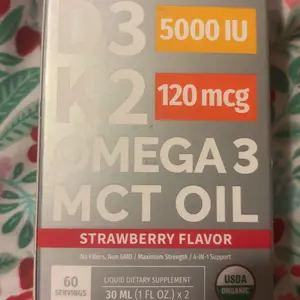 D3 5000 IU
K2 120 mcg
OMEGA 3
MCT OIL
STRAWBERRY FLAVOR
No Fillers, Non-GMO / Maximum Strength / 4-IN-1 Support
60
SERVINGS
LIQUID DIETARY SUPPLEMENT
30 ML (1 FL OZ.) x 2
USDA
ORGANIC